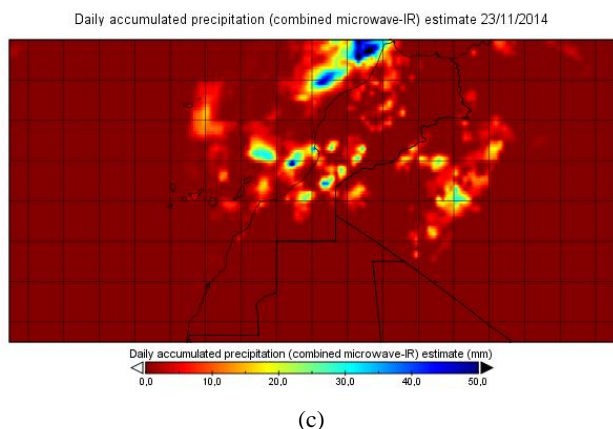 Daily accumulated precipitation (combined microwave-IR) estimate 23/11/2014
Daily accumulated precipitation (combined microwave-IR) estimate (mm)
0,0 10,0 20,0 30,0 40,0 50,0
(c)